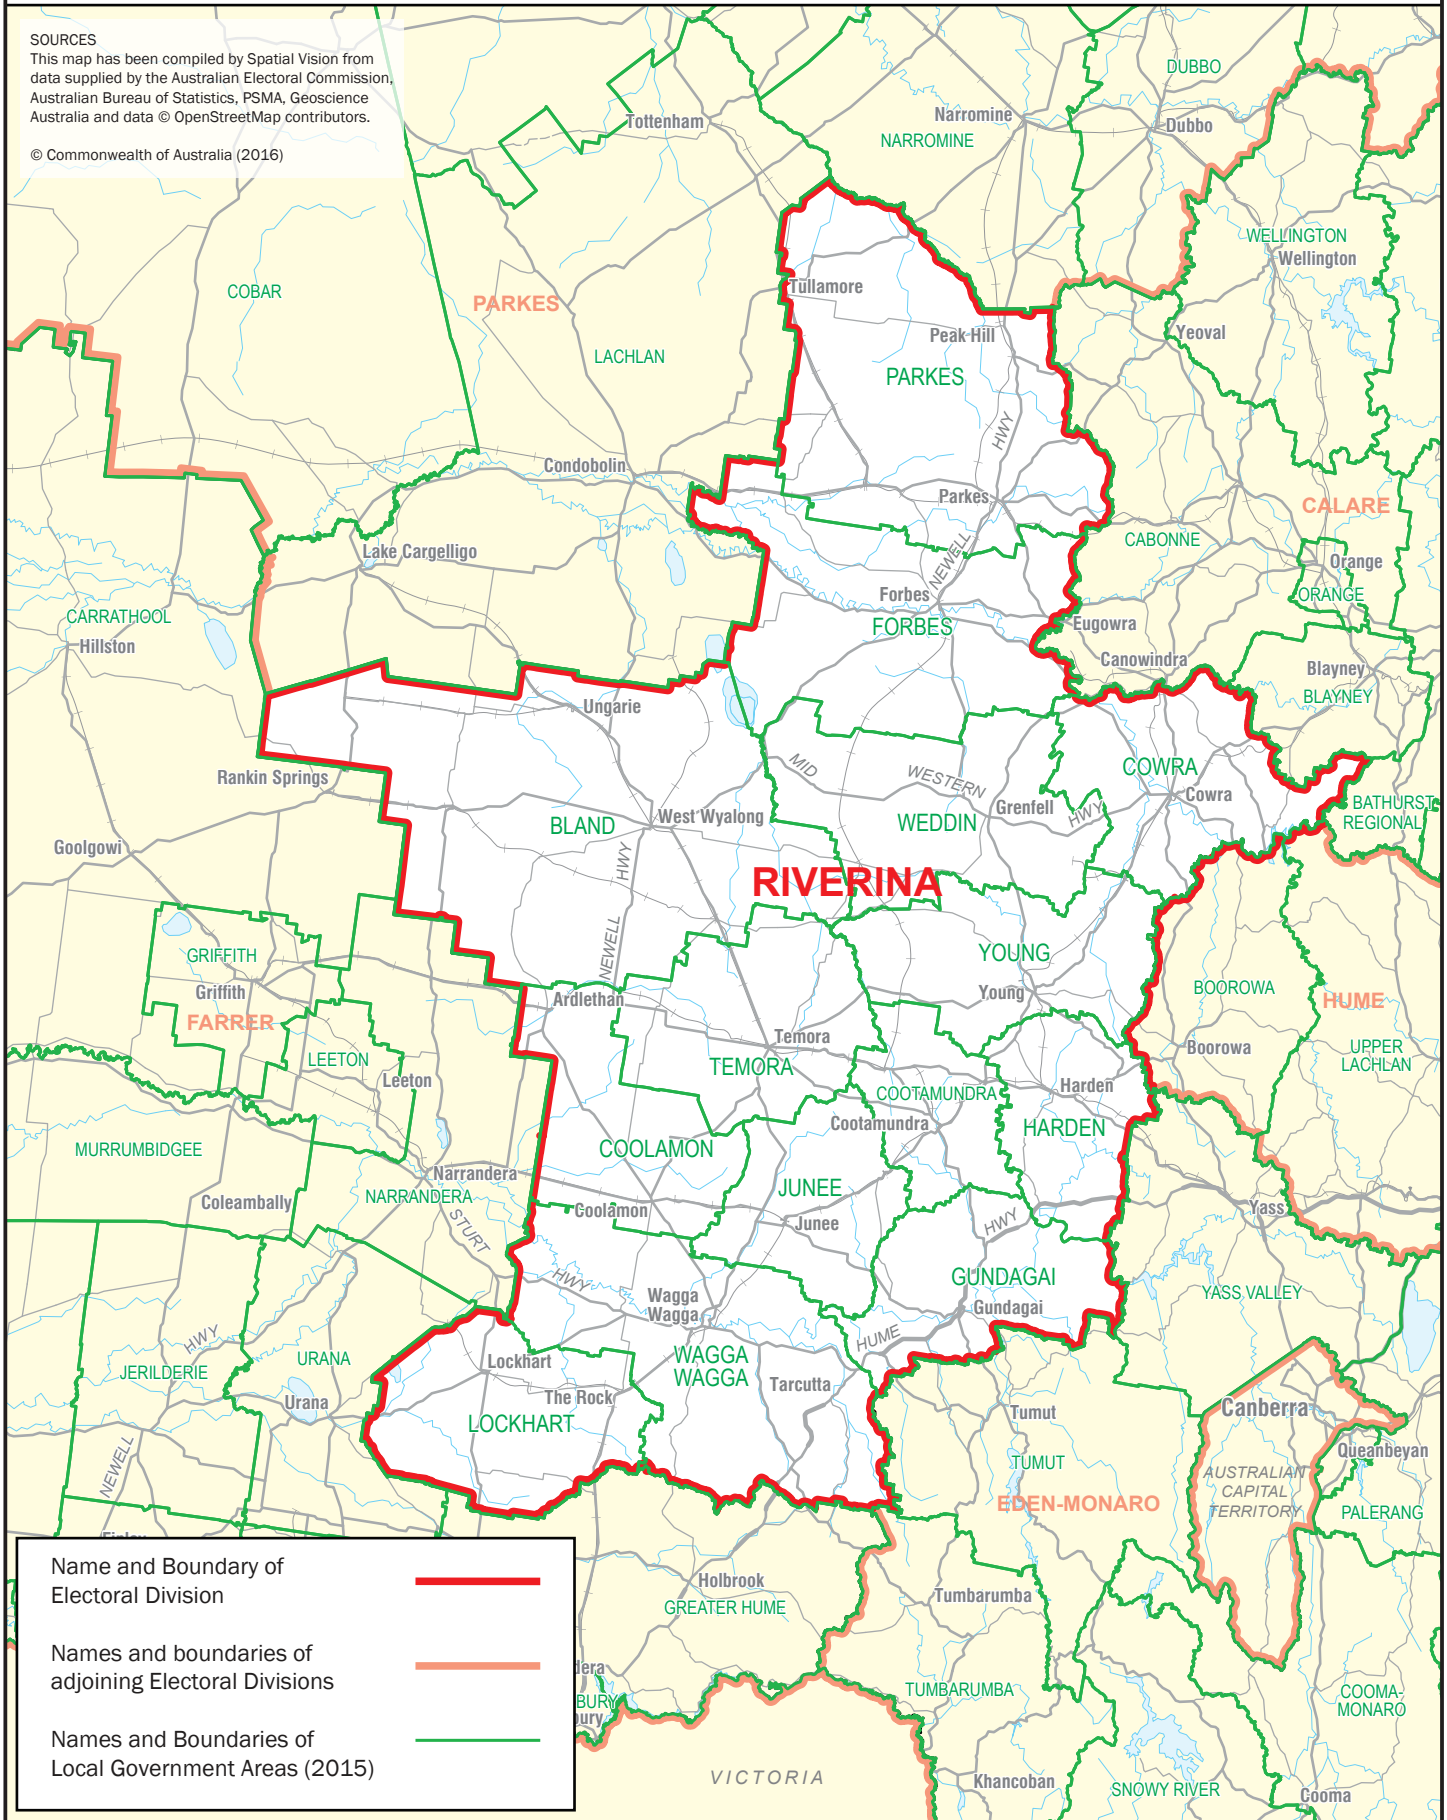 SOURCES
This map has been compiled by Spatial Vision from
data supplied by the Australian Electoral Commission,
Australian Bureau of Statistics, PSMA, Geoscience
Australia and data © OpenStreetMap contributors.
© Commonwealth of Australia (2016)
DUBBO
Tottenham
Narromine
Dubbo
NARROMINE
WELLINGTON
Wellington
COBAR
PARKES
Tullamore
Peak Hill
Yeoval
LACHLAN
PARKES
HWY
Condobolin
Parkes
CALARE
CABONNE
Lake Cargelligo
NEWELL
Orange
Forbes
ORANGE
CARRATHOOL
FORBES
Eugowra
Hillston
Canowindra
Blayney
BLAYNEY
Ungarie
MID
WESTERN
COWRA
Rankin Springs
Cowra
Grenfell
HWY
BATHURST
REGIONAL
BLAND
West Wyalong
WEDDIN
Goolgowi
HWY
RIVERINA
NEWELL
GRIFFITH
YOUNG
Griffith
Ardlethan
Young
BOOROWA
HUME
FARRER
Temora
LEETON
TEMORA
Boorowa
UPPER
LACHLAN
Leeton
COOTAMUNDRA
Harden
Cootamundra
HARDEN
MURRUMBIDGEE
COOLAMON
Narrandera
JUNEE
NARRANDERA
Coleambally
Coolamon
Junee
HWY
Yass
STURT
GUNDAGAI
HWY
YASS VALLEY
Wagga
Wagga
Gundagai
HWY
HUME
JERILDERIE
URANA
Lockhart
WAGGA
WAGGA
Tarcutta
The Rock
Urana
LOCKHART
Tumut
Canberra
Queanbeyan
NEWELL
TUMUT
AUSTRALIAN
CAPITAL
TERRITORY
EDEN-MONARO
PALERANG
Name and Boundary of
Electoral Division
Names and boundaries of
adjoining Electoral Divisions
Names and Boundaries of
Local Government Areas (2015)
Holbrook
GREATER HUME
Tumbarumba
dera
BURY
bury
TUMBARUMBA
COOMA-
MONARO
VICTORIA
Khancoban
SNOWY RIVER
Cooma